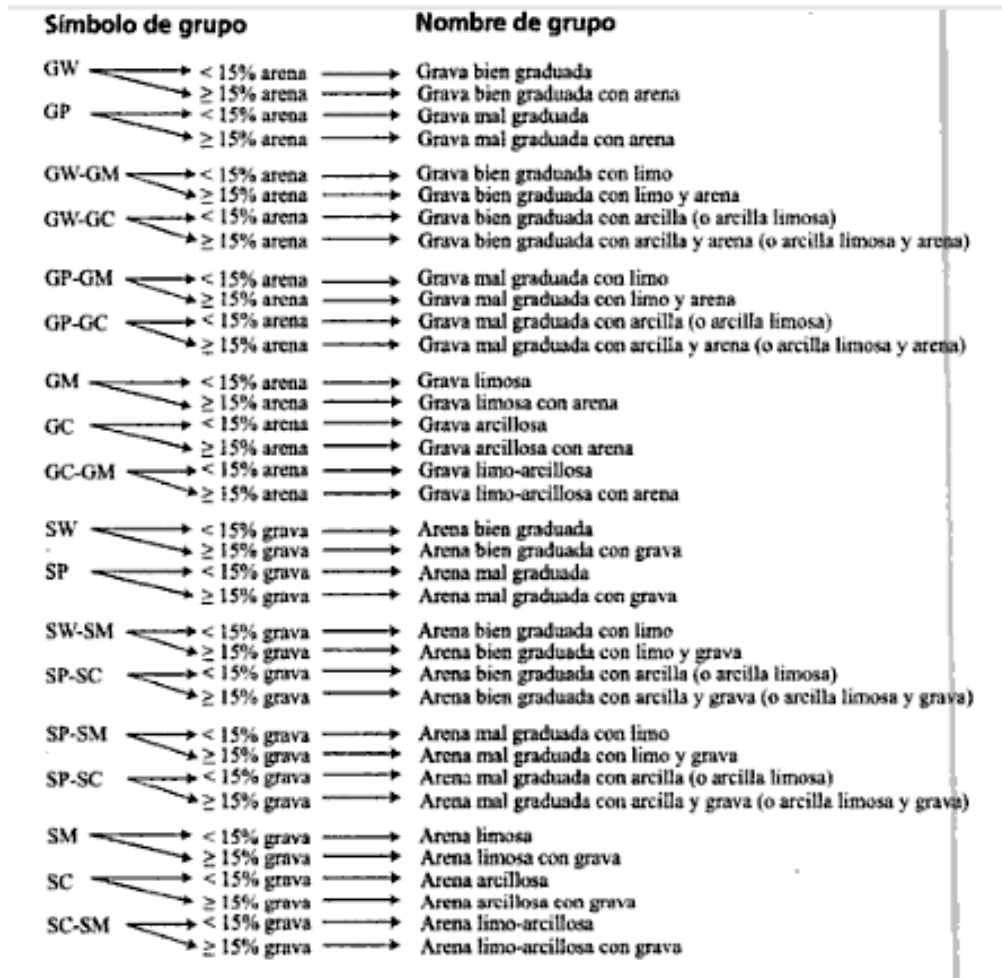 Símbolo de grupo Nombre de grupo
GW < 15% arena Grava bien graduada
≥ 15% arena Grava bien graduada con arena
GP < 15% arena Grava mal graduada
≥ 15% arena Grava mal graduada con arena
GW-GM < 15% arena Grava bien graduada con limo
≥ 15% arena Grava bien graduada con limo y arena
GW-GC < 15% arena Grava bien graduada con arcilla (o arcilla limosa)
≥ 15% arena Grava bien graduada con arcilla y arena (o arcilla limosa y arena)
GP-GM < 15% arena Grava mal graduada con limo
≥ 15% arena Grava mal graduada con limo y arena
GP-GC < 15% arena Grava mal graduada con arcilla (o arcilla limosa)
≥ 15% arena Grava mal graduada con arcilla y arena (o arcilla limosa y arena)
GM < 15% arena Grava limosa
≥ 15% arena Grava limosa con arena
GC < 15% arena Grava arcillosa
≥ 15% arena Grava arcillosa con arena
GC-GM < 15% arena Grava limo-arcillosa
≥ 15% arena Grava limo-arcillosa con arena
SW < 15% grava Arena bien graduada
≥ 15% grava Arena bien graduada con grava
SP < 15% grava Arena mal graduada
≥ 15% grava Arena mal graduada con grava
SW-SM < 15% grava Arena bien graduada con limo
≥ 15% grava Arena bien graduada con limo y grava
SP-SC < 15% grava Arena bien graduada con arcilla (o arcilla limosa)
≥ 15% grava Arena bien graduada con arcilla y grava (o arcilla limosa y grava)
SP-SM < 15% grava Arena mal graduada con limo
≥ 15% grava Arena mal graduada con limo y grava
SP-SC < 15% grava Arena mal graduada con arcilla (o arcilla limosa)
≥ 15% grava Arena mal graduada con arcilla y grava (o arcilla limosa y grava)
SM < 15% grava Arena limosa
≥ 15% grava Arena limosa con grava
SC < 15% grava Arena arcillosa
≥ 15% grava Arena arcillosa con grava
SC-SM < 15% grava Arena limo-arcillosa
≥ 15% grava Arena limo-arcillosa con grava